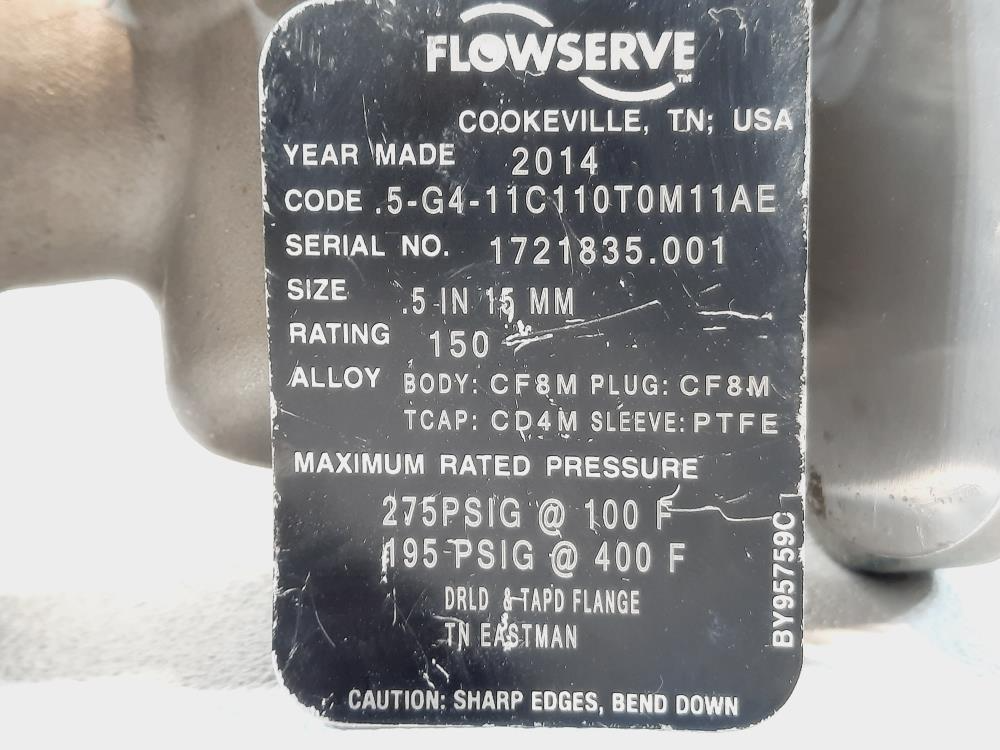 FLOWSERVE™
COOKEVILLE, TN; USA
YEAR MADE 2014
CODE .5-G4-11C110T0M11AE
SERIAL NO. 1721835.001
SIZE .5 IN 15 MM
RATING 150
ALLOY BODY: CF8M PLUG: CF8M
TCAP: CD4M SLEEVE: PTFE
MAXIMUM RATED PRESSURE
275PSIG @ 100 F
195 PSIG @ 400 F
DRLD & TAPD FLANGE
TN EASTMAN
BY95759C
CAUTION: SHARP EDGES, BEND DOWN